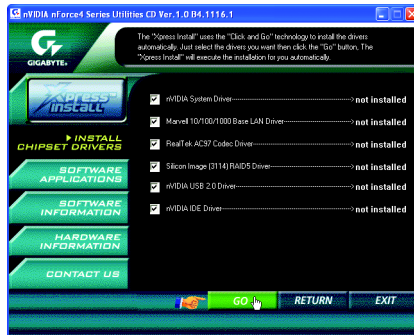 nVIDIA nForce4 Series Utilities CD Ver.1.0 B4.1116.1
GIGABYTE
The "Xpress Install" uses the "Click and Go" technology to install the drivers
automatically. Just select the drivers you want then click the "Go" button. The
"Xpress Install" will execute the installation for you automatically.
Xpress-
INSTALL
INSTALL
CHIPSET DRIVERS
SOFTWARE
APPLICATIONS
SOFTWARE
INFORMATION
HARDWARE
INFORMATION
CONTACT US
nVIDIA System Driver not installed
Marvell 10/100/1000 Base LAN Driver not installed
RealTek AC97 Codec Driver not installed
Silicon Image (3114) RAID5 Driver not installed
nVIDIA USB 2.0 Driver not installed
nVIDIA IDE Driver not installed
GO RETURN EXIT